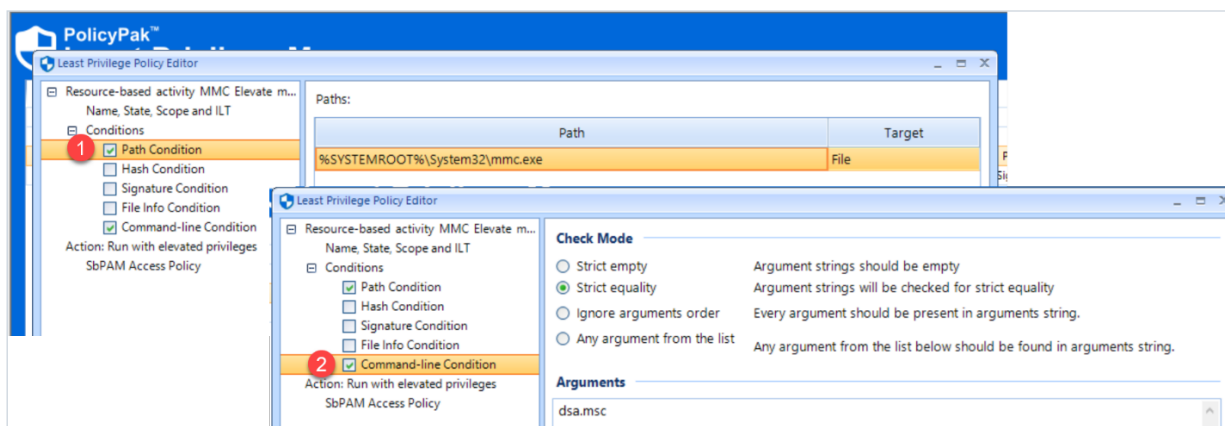 PolicyPak™
Least Privilege Policy Editor
Resource-based activity MMC Elevate m...
Name, State, Scope and ILT
Conditions
1
Path Condition
Hash Condition
Signature Condition
File Info Condition
Command-line Condition
Action: Run with elevated privileges
SbPAM Access Policy
Paths:
Path Target
%SYSTEMROOT%\System32\mmc.exe File
Least Privilege Policy Editor
Resource-based activity MMC Elevate m...
Name, State, Scope and ILT
Conditions
Path Condition
Hash Condition
Signature Condition
File Info Condition
2
Command-line Condition
Action: Run with elevated privileges
SbPAM Access Policy
Check Mode
Strict empty Argument strings should be empty
Strict equality Argument strings will be checked for strict equality
Ignore arguments order Every argument should be present in arguments string.
Any argument from the list Any argument from the list below should be found in arguments string.
Arguments
dsa.msc